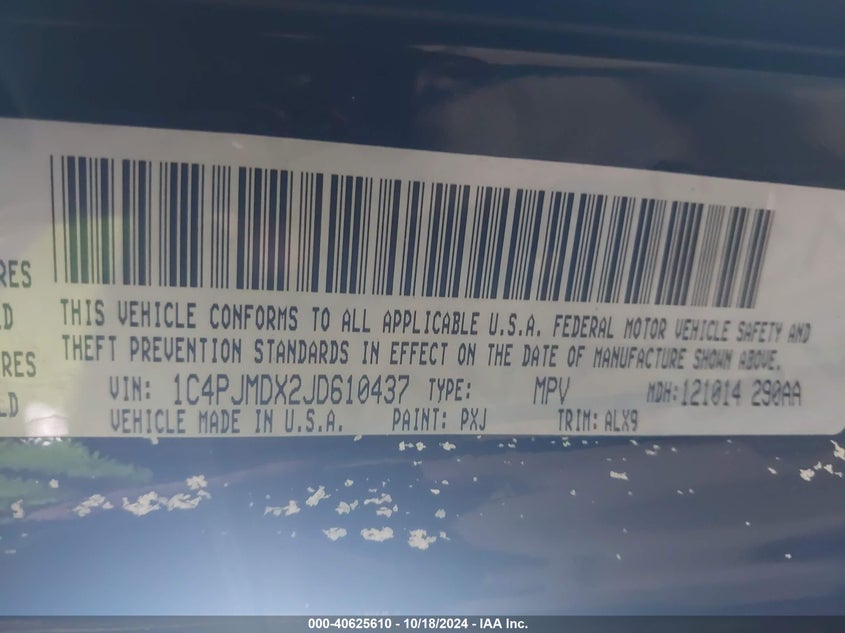 RES
THIS VEHICLE CONFORMS TO ALL APPLICABLE U.S.A. FEDERAL MOTOR VEHICLE SAFETY AND
D
THEFT PREVENTION STANDARDS IN EFFECT ON THE DATE OF MANUFACTURE SHOWN ABOVE.
RES
VIN: 1C4PJMDX2JD610437 TYPE: MPV MDH:121014 290AA
LD
VEHICLE MADE IN U.S.A. PAINT: PXJ TRIM: ALX9
000-40625610 - 10/18/2024 - IAA Inc.